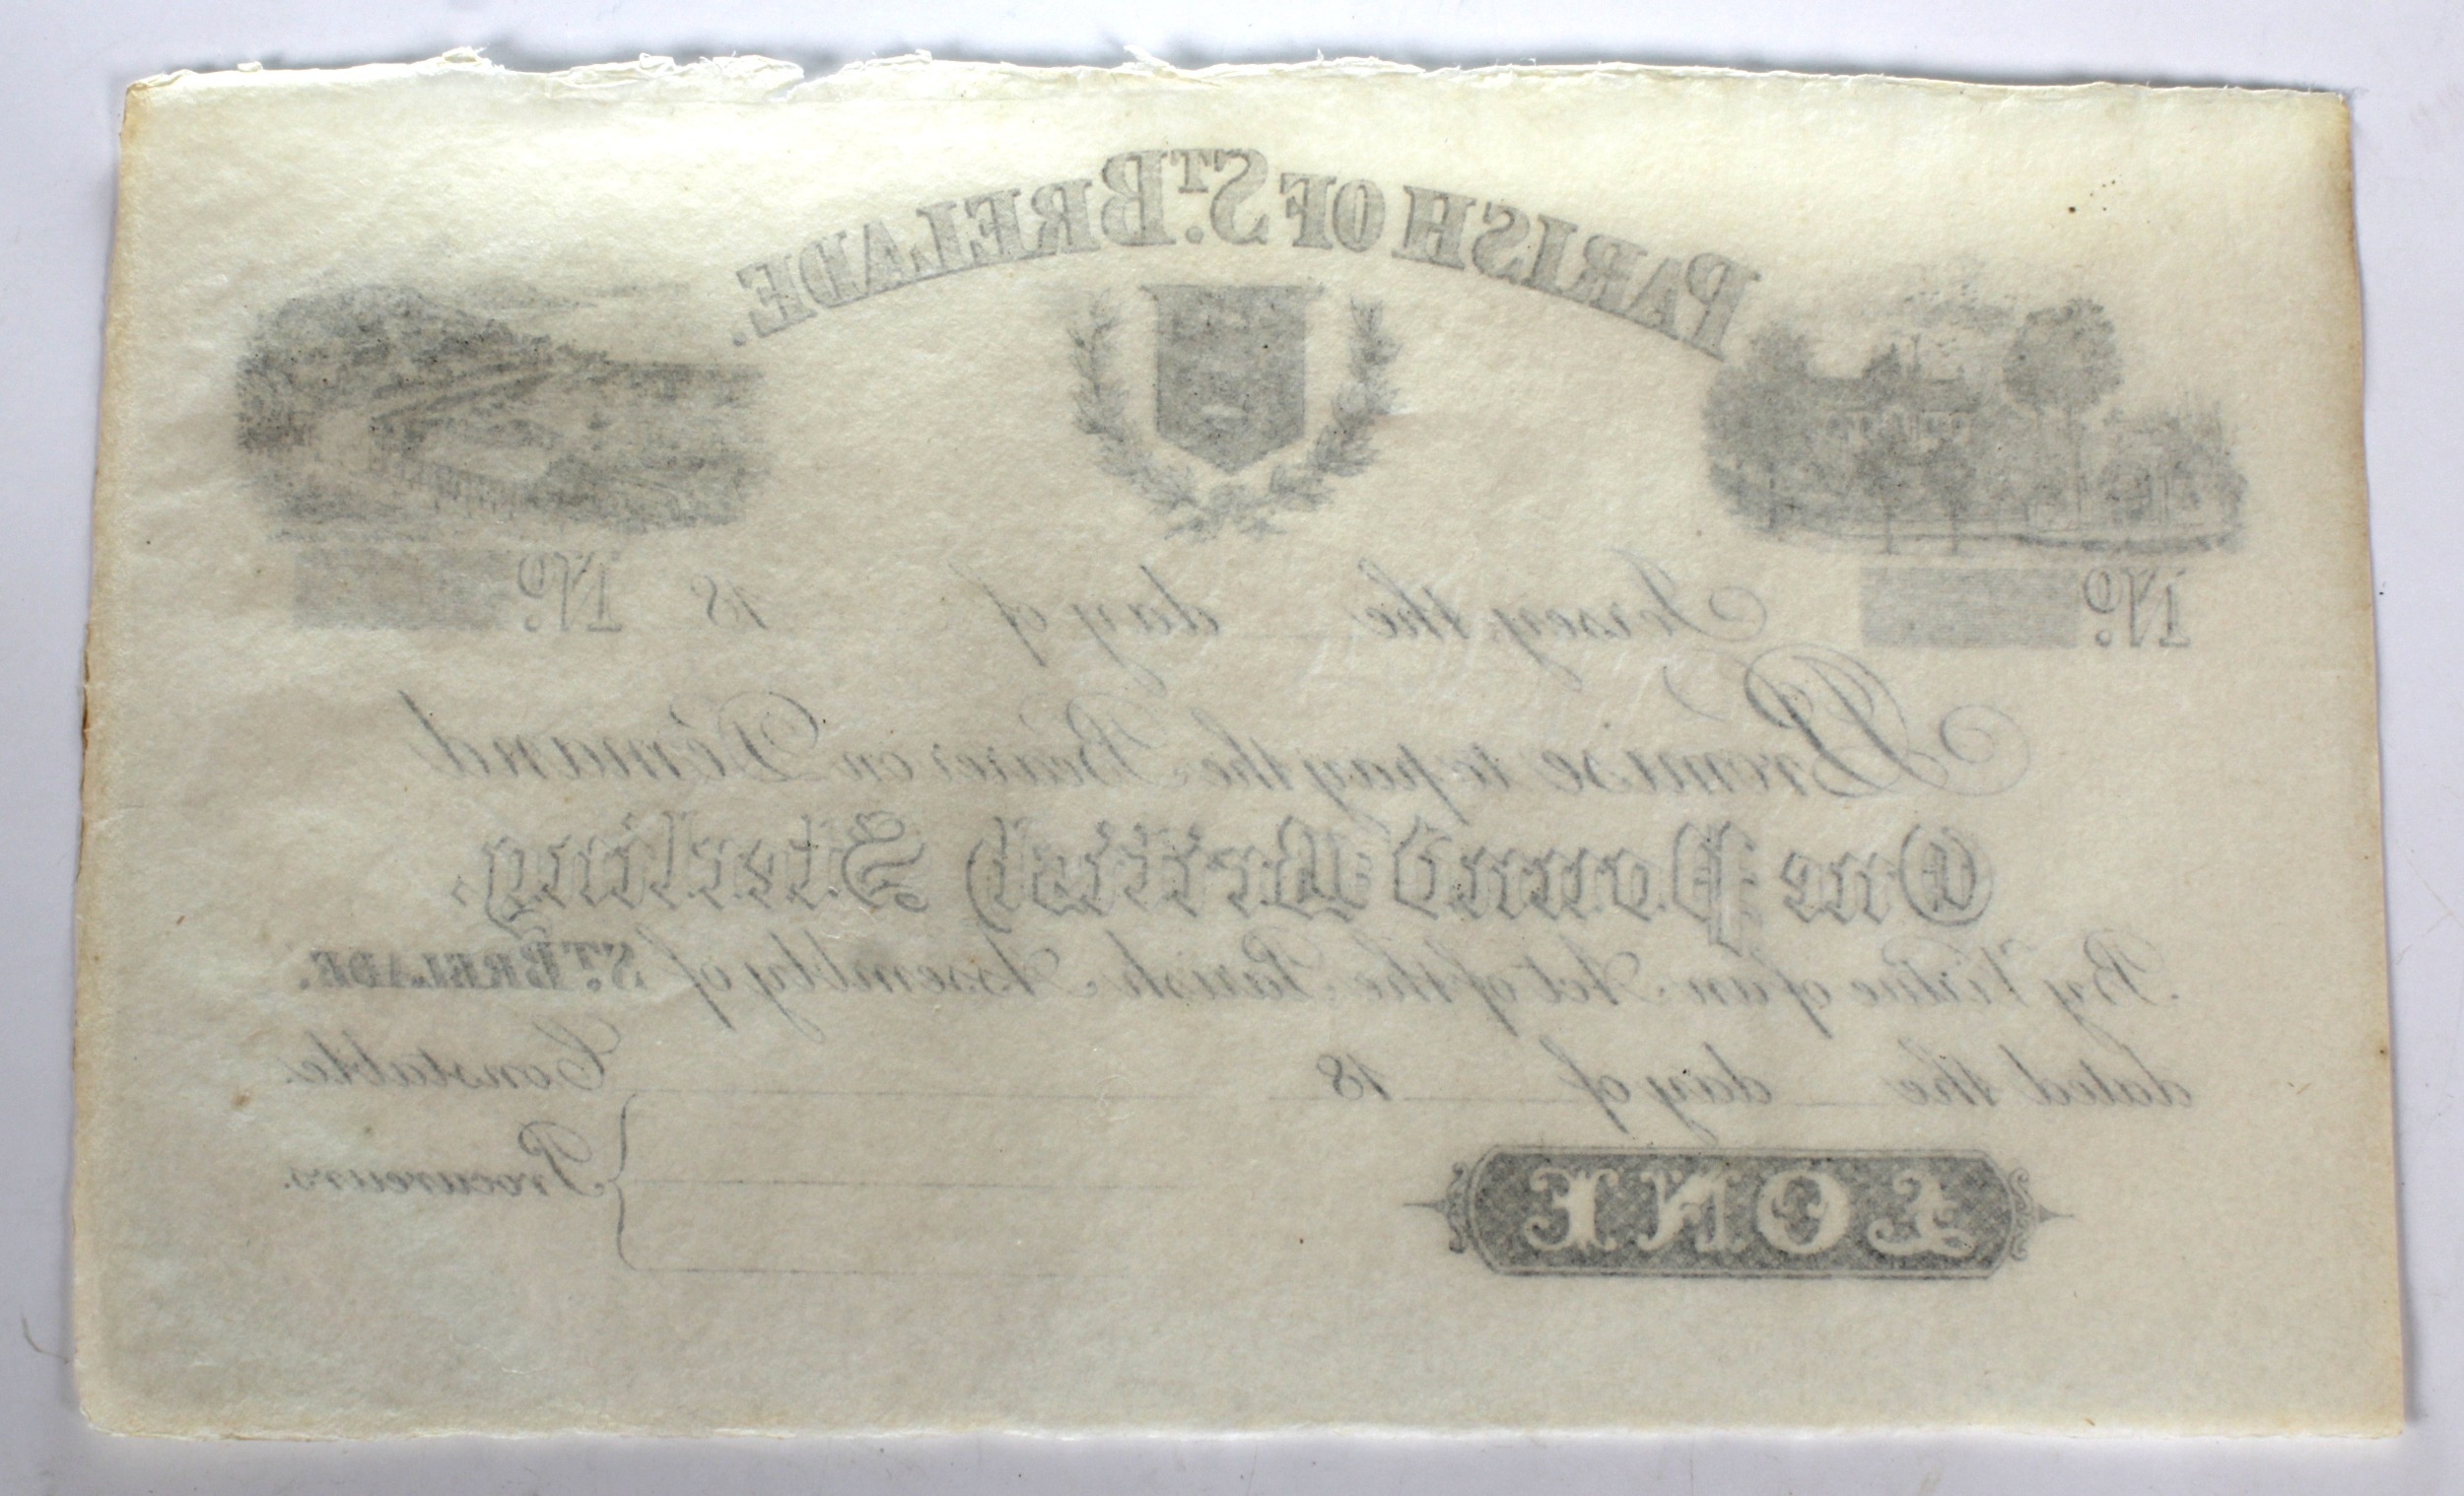 PARISH OF ST. BRELADE.
No. Jersey, the day of 18 No.
Promise to pay the Bearer on Demand
One Pound British Sterling.
By Virtue of an Act of the Parish Assembly of ST. BRELADE.
dated the day of 18 Constable
Procureurs.
£ONE